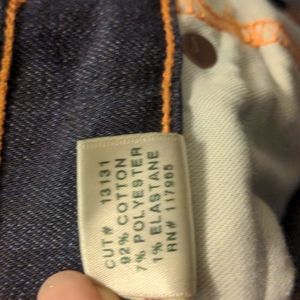 CUT# 13131
92% COTTON
7% POLYESTER
1% ELASTANE
RN# 117965